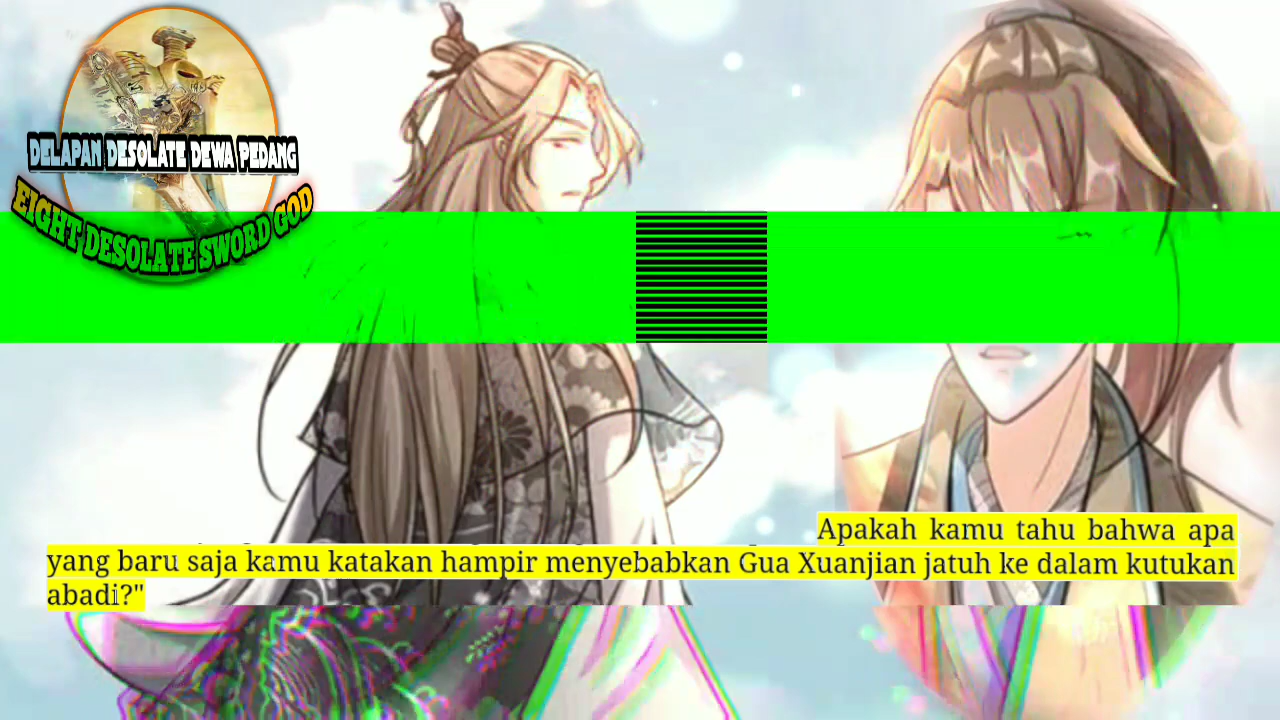 DELAPAN DESOLATE DEWA PEDANG
EIGHT DESOLATE SWORD GOD
Apakah kamu tahu bahwa apa
yang baru saja kamu katakan hampir menyebabkan Gua Xuanjian jatuh ke dalam kutukan
abadi?"